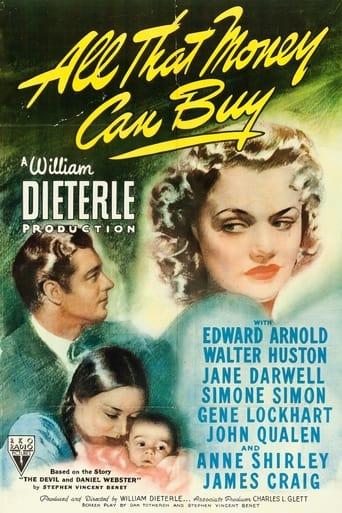 All That Money
Can Buy
A William
DIETERLE
PRODUCTION
WITH
EDWARD ARNOLD
WALTER HUSTON
JANE DARWELL
SIMONE SIMON
GENE LOCKHART
JOHN QUALEN
AND
ANNE SHIRLEY
JAMES CRAIG
RKO
RADIO
PICTURES
Based on the Story
"THE DEVIL AND DANIEL WEBSTER"
by STEPHEN VINCENT BENET
Produced and Directed by WILLIAM DIETERLE... Associate Producer CHARLES L. GLETT
SCREEN PLAY BY DAN TOTHEROH AND STEPHEN VINCENT BENET